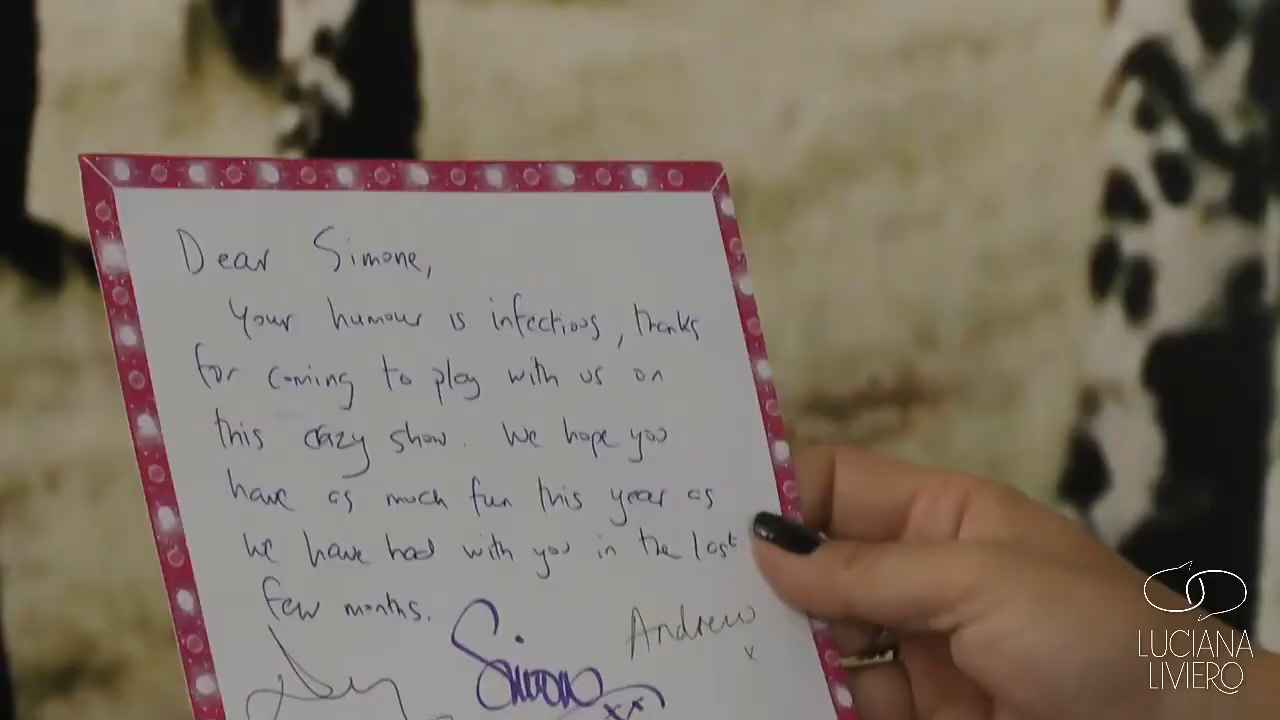 Dear Simone,
Your humour is infectious, thanks
for coming to play with us on
this crazy show. We hope you
have as much fun this year as
we have had with you in the last
few months.
Andrew
x
Simone
xx
LUCIANA
LIVIERO